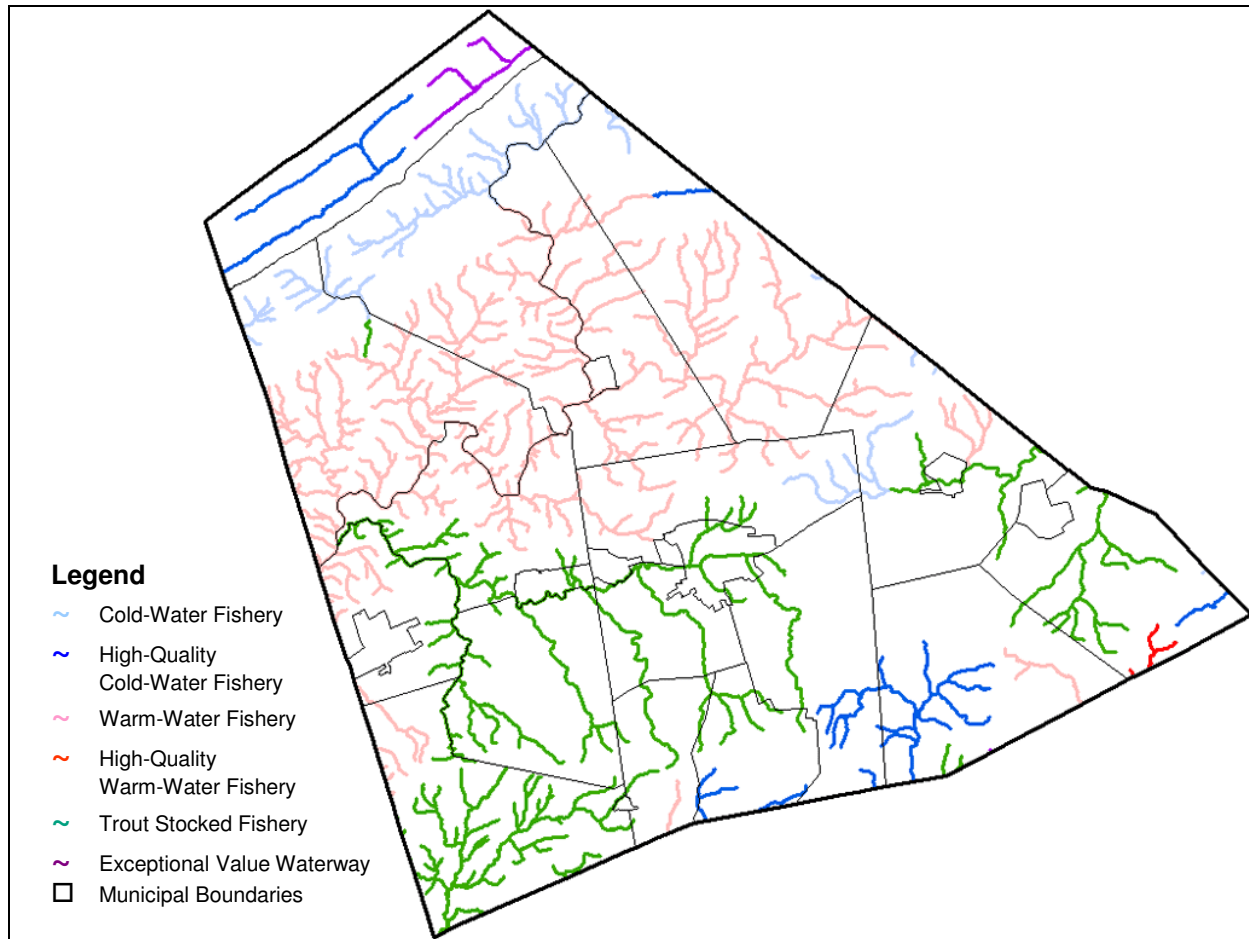 Legend
Cold-Water Fishery
High-Quality
Cold-Water Fishery
Warm-Water Fishery
High-Quality
Warm-Water Fishery
Trout Stocked Fishery
Exceptional Value Waterway
Municipal Boundaries